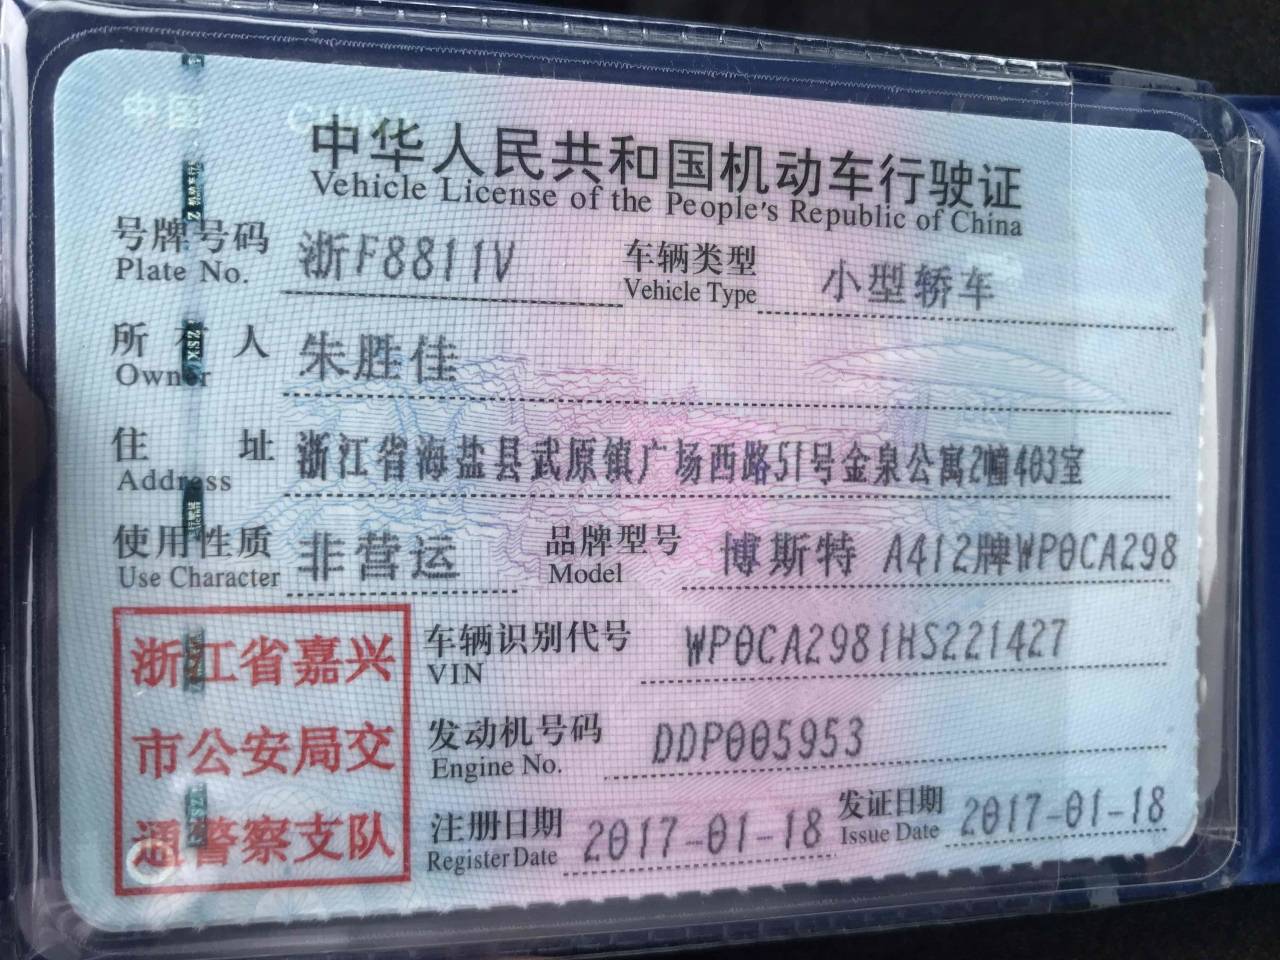 中国 CHINA
中华人民共和国机动车行驶证
Vehicle License of the People's Republic of China
号牌号码 浙F8811V 车辆类型 小型轿车
Plate No. Vehicle Type
所有人 朱胜佳
Owner
住址 浙江省海盐县武原镇广场西路51号金泉公寓2幢403室
Address
使用性质 非营运 品牌型号 博斯特 A412牌WP0CA298
Use Character Model
浙江省嘉兴
市公安局交
通警察支队
车辆识别代号 WP0CA2981HS221427
VIN
发动机号码 DDP005953
Engine No.
注册日期 2017-01-18 发证日期 2017-01-18
Register Date Issue Date